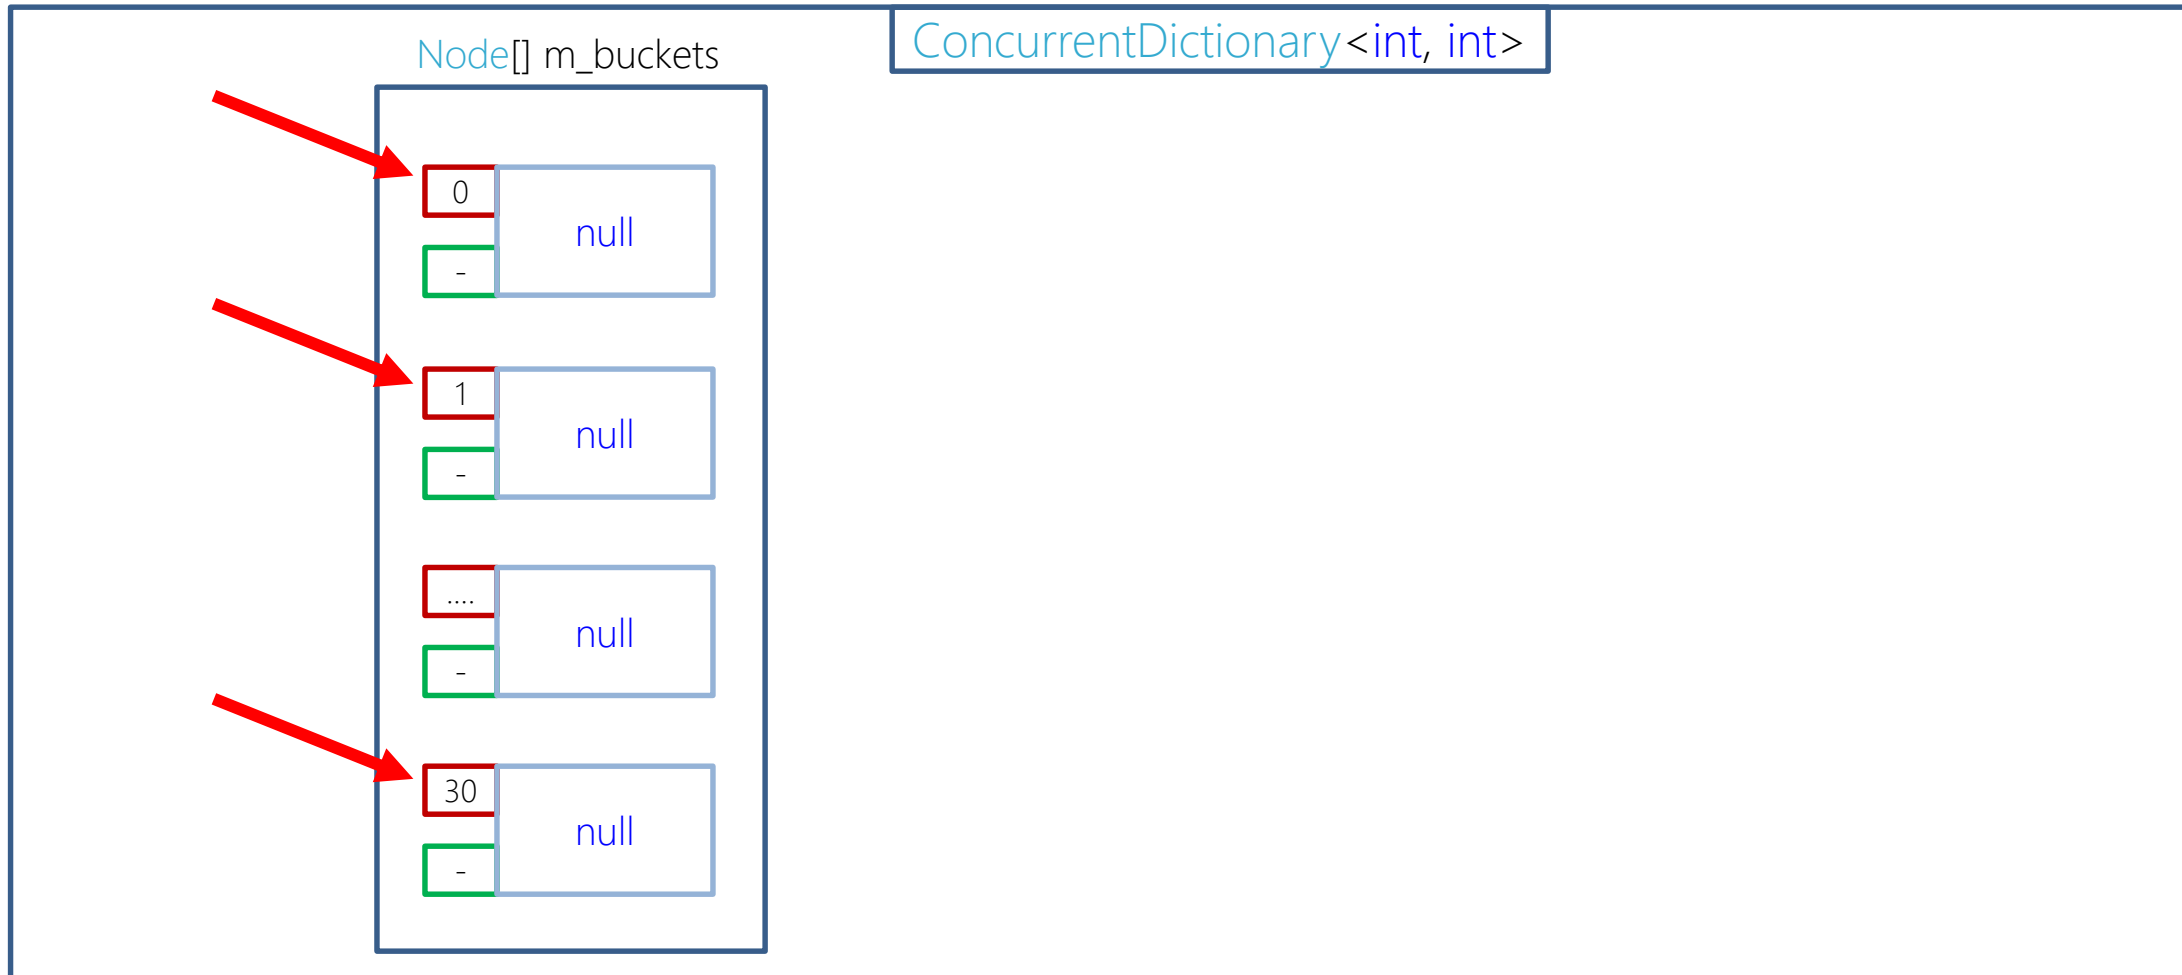 ConcurrentDictionary<int, int>
Node[] m_buckets
0
null
-
1
null
-
....
null
-
30
null
-